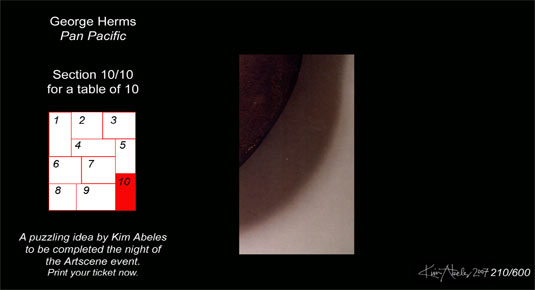 George Herms
Pan Pacific
Section 10/10
for a table of 10
1
2
3
4
5
6
7
8
9
10
A puzzling idea by Kim Abeles
to be completed the night of
the Artscene event.
Print your ticket now.
Kim Abeles 2007 210/600